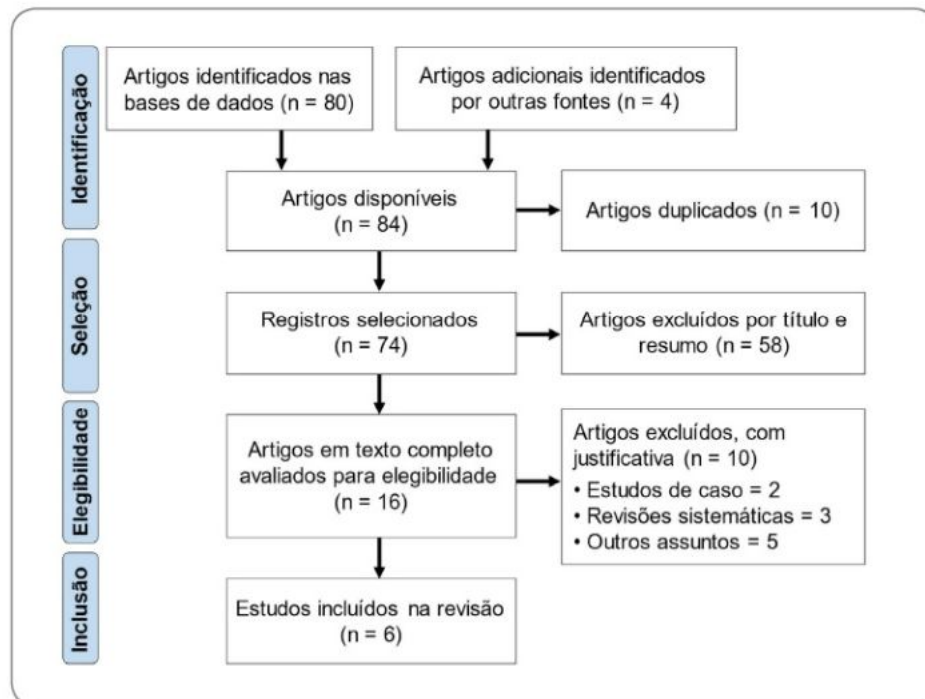 Identificação
Artigos identificados nas
bases de dados (n = 80)
Artigos adicionais identificados
por outras fontes (n = 4)
Artigos disponíveis
(n = 84)
Artigos duplicados (n = 10)
Seleção
Registros selecionados
(n = 74)
Artigos excluídos por título e
resumo (n = 58)
Elegibilidade
Artigos em texto completo
avaliados para elegibilidade
(n = 16)
Artigos excluídos, com
justificativa (n = 10)
• Estudos de caso = 2
• Revisões sistemáticas = 3
• Outros assuntos = 5
Inclusão
Estudos incluídos na revisão
(n = 6)